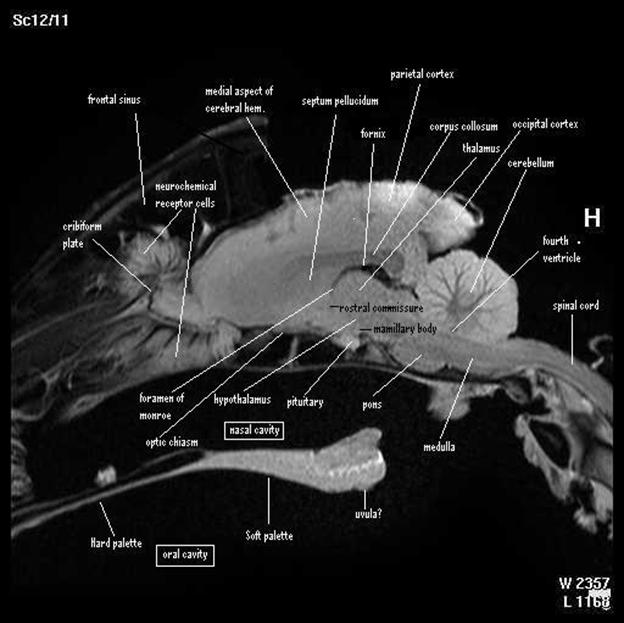 Sc12/11
parietal cortex
frontal sinus
medial aspect of
cerebral hem.
septum pellucidum
fornix
corpus collosum
occipital cortex
thalamus
cerebellum
neurochemical
receptor cells
H
cribiform
plate
fourth
ventricle
rostral commissure
spinal cord
mamillary body
foramen of
monroe
hypothalamus
pituitary
pons
optic chiasm
nasal cavity
medulla
uvula?
Hard palette
Soft palette
oral cavity
W 2357
L 1168